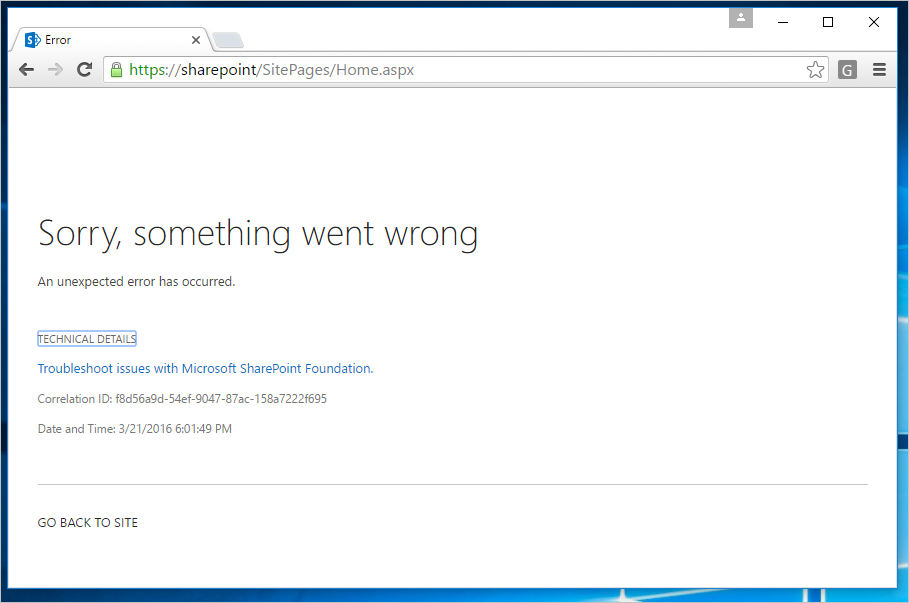 Error
https://sharepoint/SitePages/Home.aspx
G
Sorry, something went wrong
An unexpected error has occurred.
TECHNICAL DETAILS
Troubleshoot issues with Microsoft SharePoint Foundation.
Correlation ID: f8d56a9d-54ef-9047-87ac-158a7222f695
Date and Time: 3/21/2016 6:01:49 PM
GO BACK TO SITE